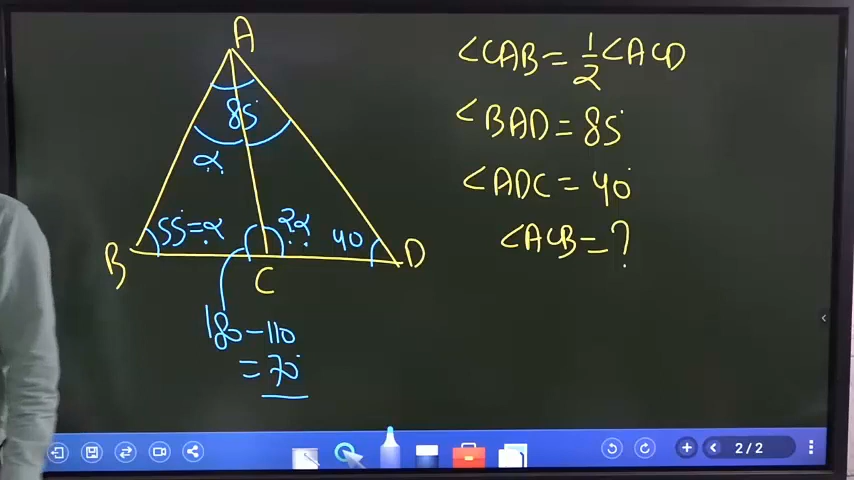 A
∠CAB = 1/2 ∠ACD
85°
∠BAD = 85°
α
∠ADC = 40°
B 55° = α 2α 40 D
∠ACB = ?
C
180 - 110
= 70°
2/2